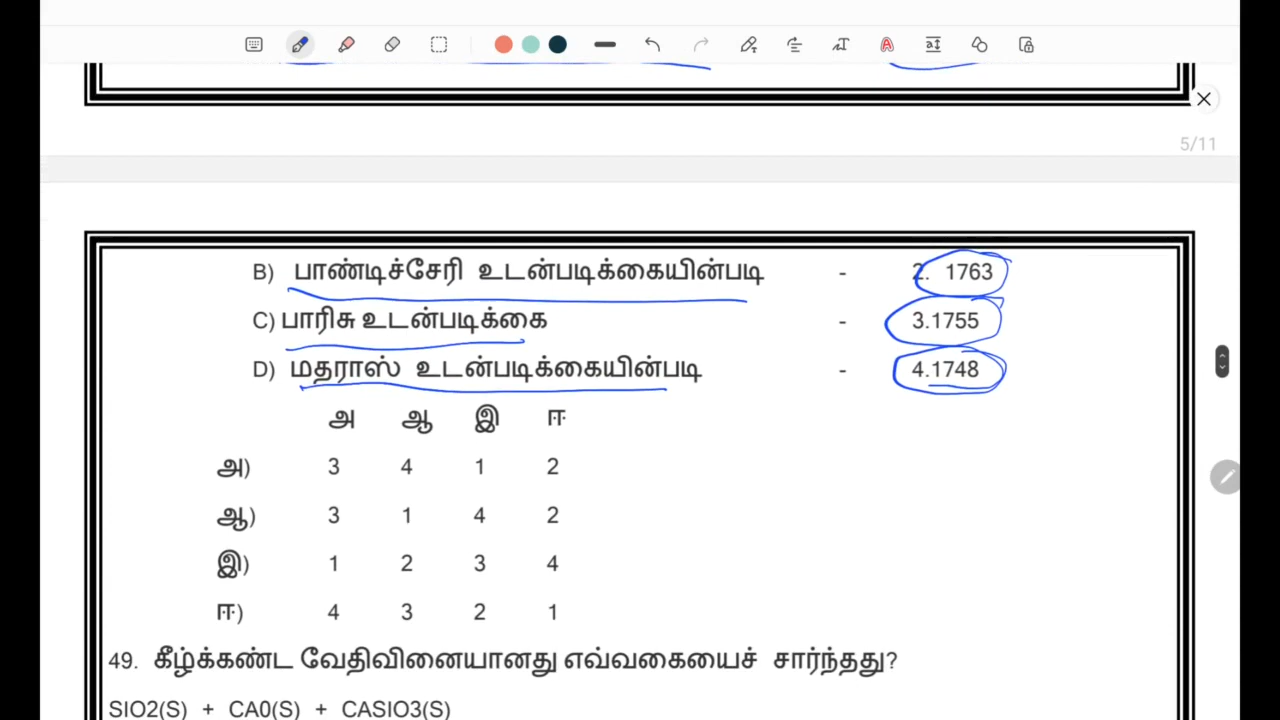 5/11
B) பாண்டிச்சேரி உடன்படிக்கையின்படி - 2. 1763
C) பாரிசு உடன்படிக்கை - 3.1755
D) மதராஸ் உடன்படிக்கையின்படி - 4.1748
அ ஆ இ ஈ
அ) 3 4 1 2
ஆ) 3 1 4 2
இ) 1 2 3 4
ஈ) 4 3 2 1
49. கீழ்க்கண்ட வேதிவினையானது எவ்வகையைச் சார்ந்தது?
SIO2(S) + CA0(S) + CASIO3(S)